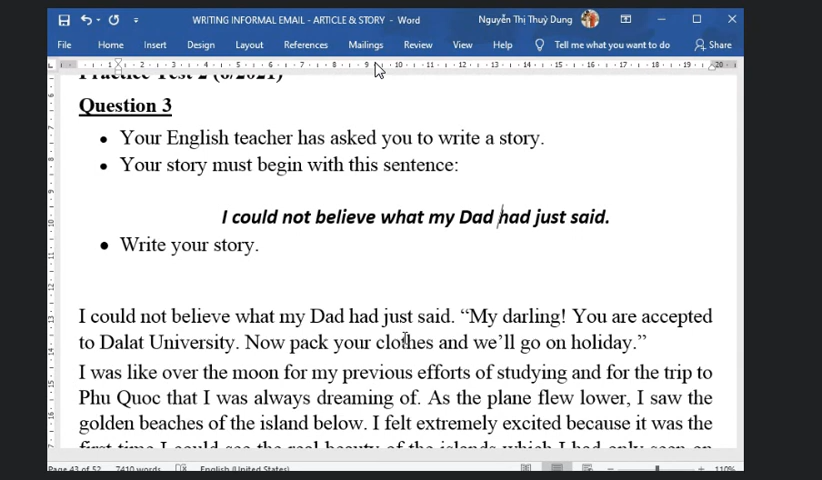 WRITING INFORMAL EMAIL - ARTICLE & STORY - Word
Nguyễn Thị Thuỳ Dung
File Home Insert Design Layout References Mailings Review View Help Tell me what you want to do Share
Practice Test 2 (6/2021)
Question 3
• Your English teacher has asked you to write a story.
• Your story must begin with this sentence:
I could not believe what my Dad had just said.
• Write your story.
I could not believe what my Dad had just said. “My darling! You are accepted
to Dalat University. Now pack your clothes and we’ll go on holiday.”
I was like over the moon for my previous efforts of studying and for the trip to
Phu Quoc that I was always dreaming of. As the plane flew lower, I saw the
golden beaches of the island below. I felt extremely excited because it was the
first time I could see the real beauty of the islands which I had only seen on
Page 43 of 52 7410 words English (United States) 110%